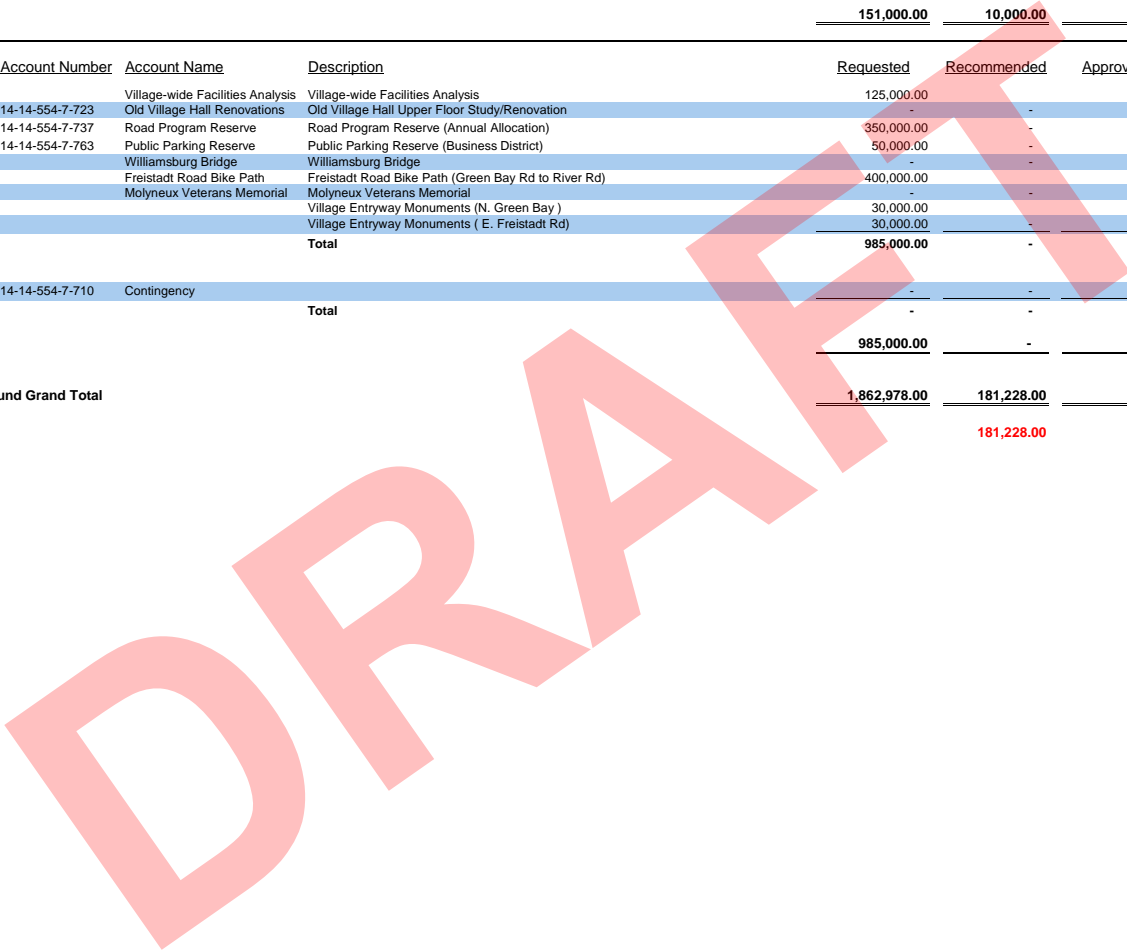 151,000.00 10,000.00
Account Number Account Name Description Requested Recommended Approv
Village-wide Facilities Analysis Village-wide Facilities Analysis 125,000.00
14-14-554-7-723 Old Village Hall Renovations Old Village Hall Upper Floor Study/Renovation - -
14-14-554-7-737 Road Program Reserve Road Program Reserve (Annual Allocation) 350,000.00 -
14-14-554-7-763 Public Parking Reserve Public Parking Reserve (Business District) 50,000.00 -
Williamsburg Bridge Williamsburg Bridge - -
Freistadt Road Bike Path Freistadt Road Bike Path (Green Bay Rd to River Rd) 400,000.00
Molyneux Veterans Memorial Molyneux Veterans Memorial - -
Village Entryway Monuments (N. Green Bay ) 30,000.00
Village Entryway Monuments ( E. Freistadt Rd) 30,000.00 -
Total 985,000.00 -
14-14-554-7-710 Contingency - -
Total - -
985,000.00 -
und Grand Total 1,862,978.00 181,228.00
181,228.00
DRAFT